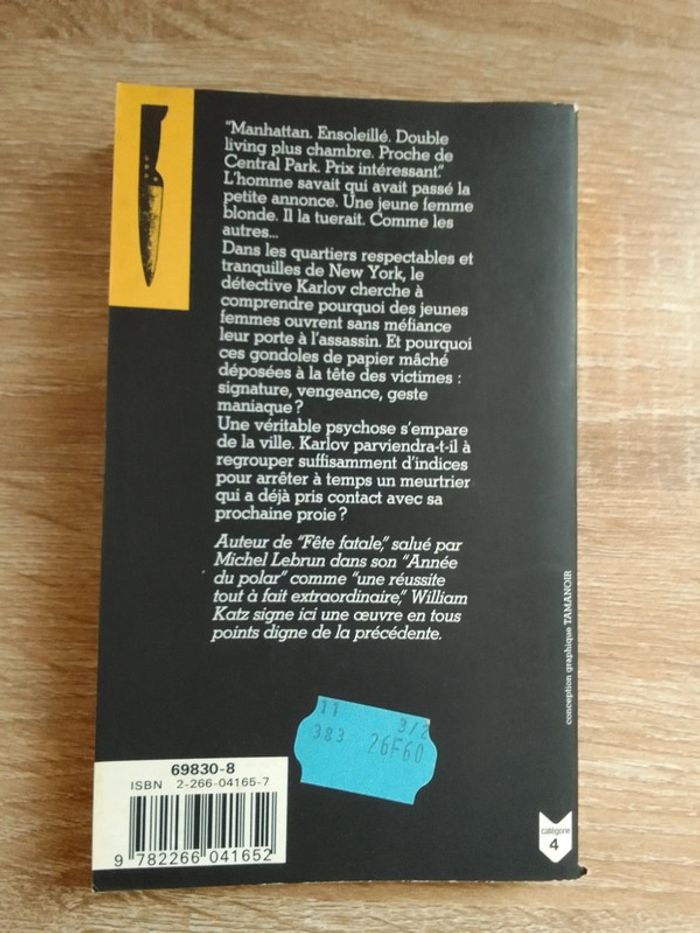 "Manhattan. Ensoleillé. Double
living plus chambre. Proche de
Central Park. Prix intéressant."
L'homme savait qui avait passé la
petite annonce. Une jeune femme
blonde. Il la tuerait. Comme les
autres...
Dans les quartiers respectables et
tranquilles de New York, le
détective Karlov cherche à
comprendre pourquoi des jeunes
femmes ouvrent sans méfiance
leur porte à l'assassin. Et pourquoi
ces gondoles de papier mâché
déposées à la tête des victimes :
signature, vengeance, geste
maniaque ?
Une véritable psychose s'empare
de la ville. Karlov parviendra-t-il à
regrouper suffisamment d'indices
pour arrêter à temps un meurtrier
qui a déjà pris contact avec sa
prochaine proie ?
Auteur de "Fête fatale," salué par
Michel Lebrun dans son "Année
du polar" comme "une réussite
tout à fait extraordinaire," William
Katz signe ici une œuvre en tous
points digne de la précédente.
conception graphique TAMANOIR
11 3/2
383 26F60
69830-8
ISBN 2-266-04165-7
9 782266 041652
catégorie
4